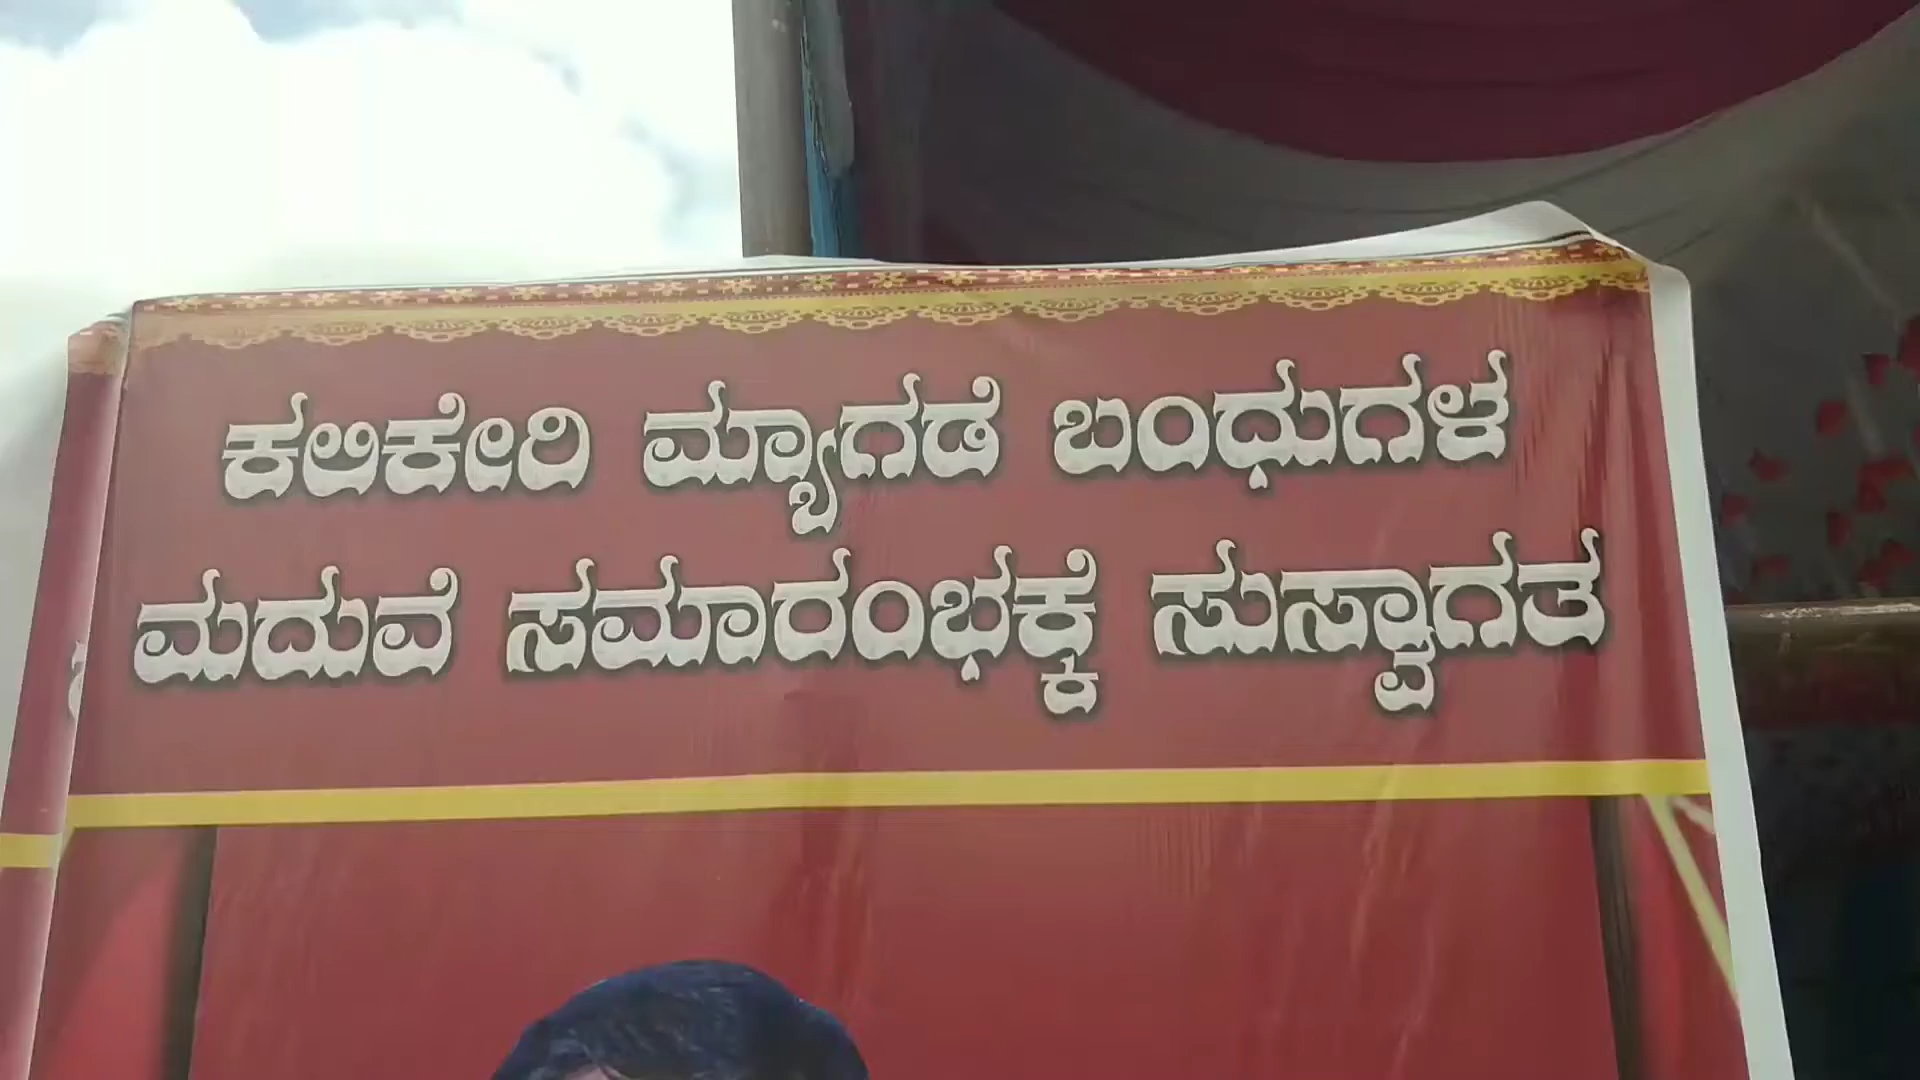 ಕಲಿಕೇರಿ ಮ್ಯಾಗಡೆ ಬಂಧುಗಳ
ಮದುವೆ ಸಮಾರಂಭಕ್ಕೆ ಸುಸ್ವಾಗತ